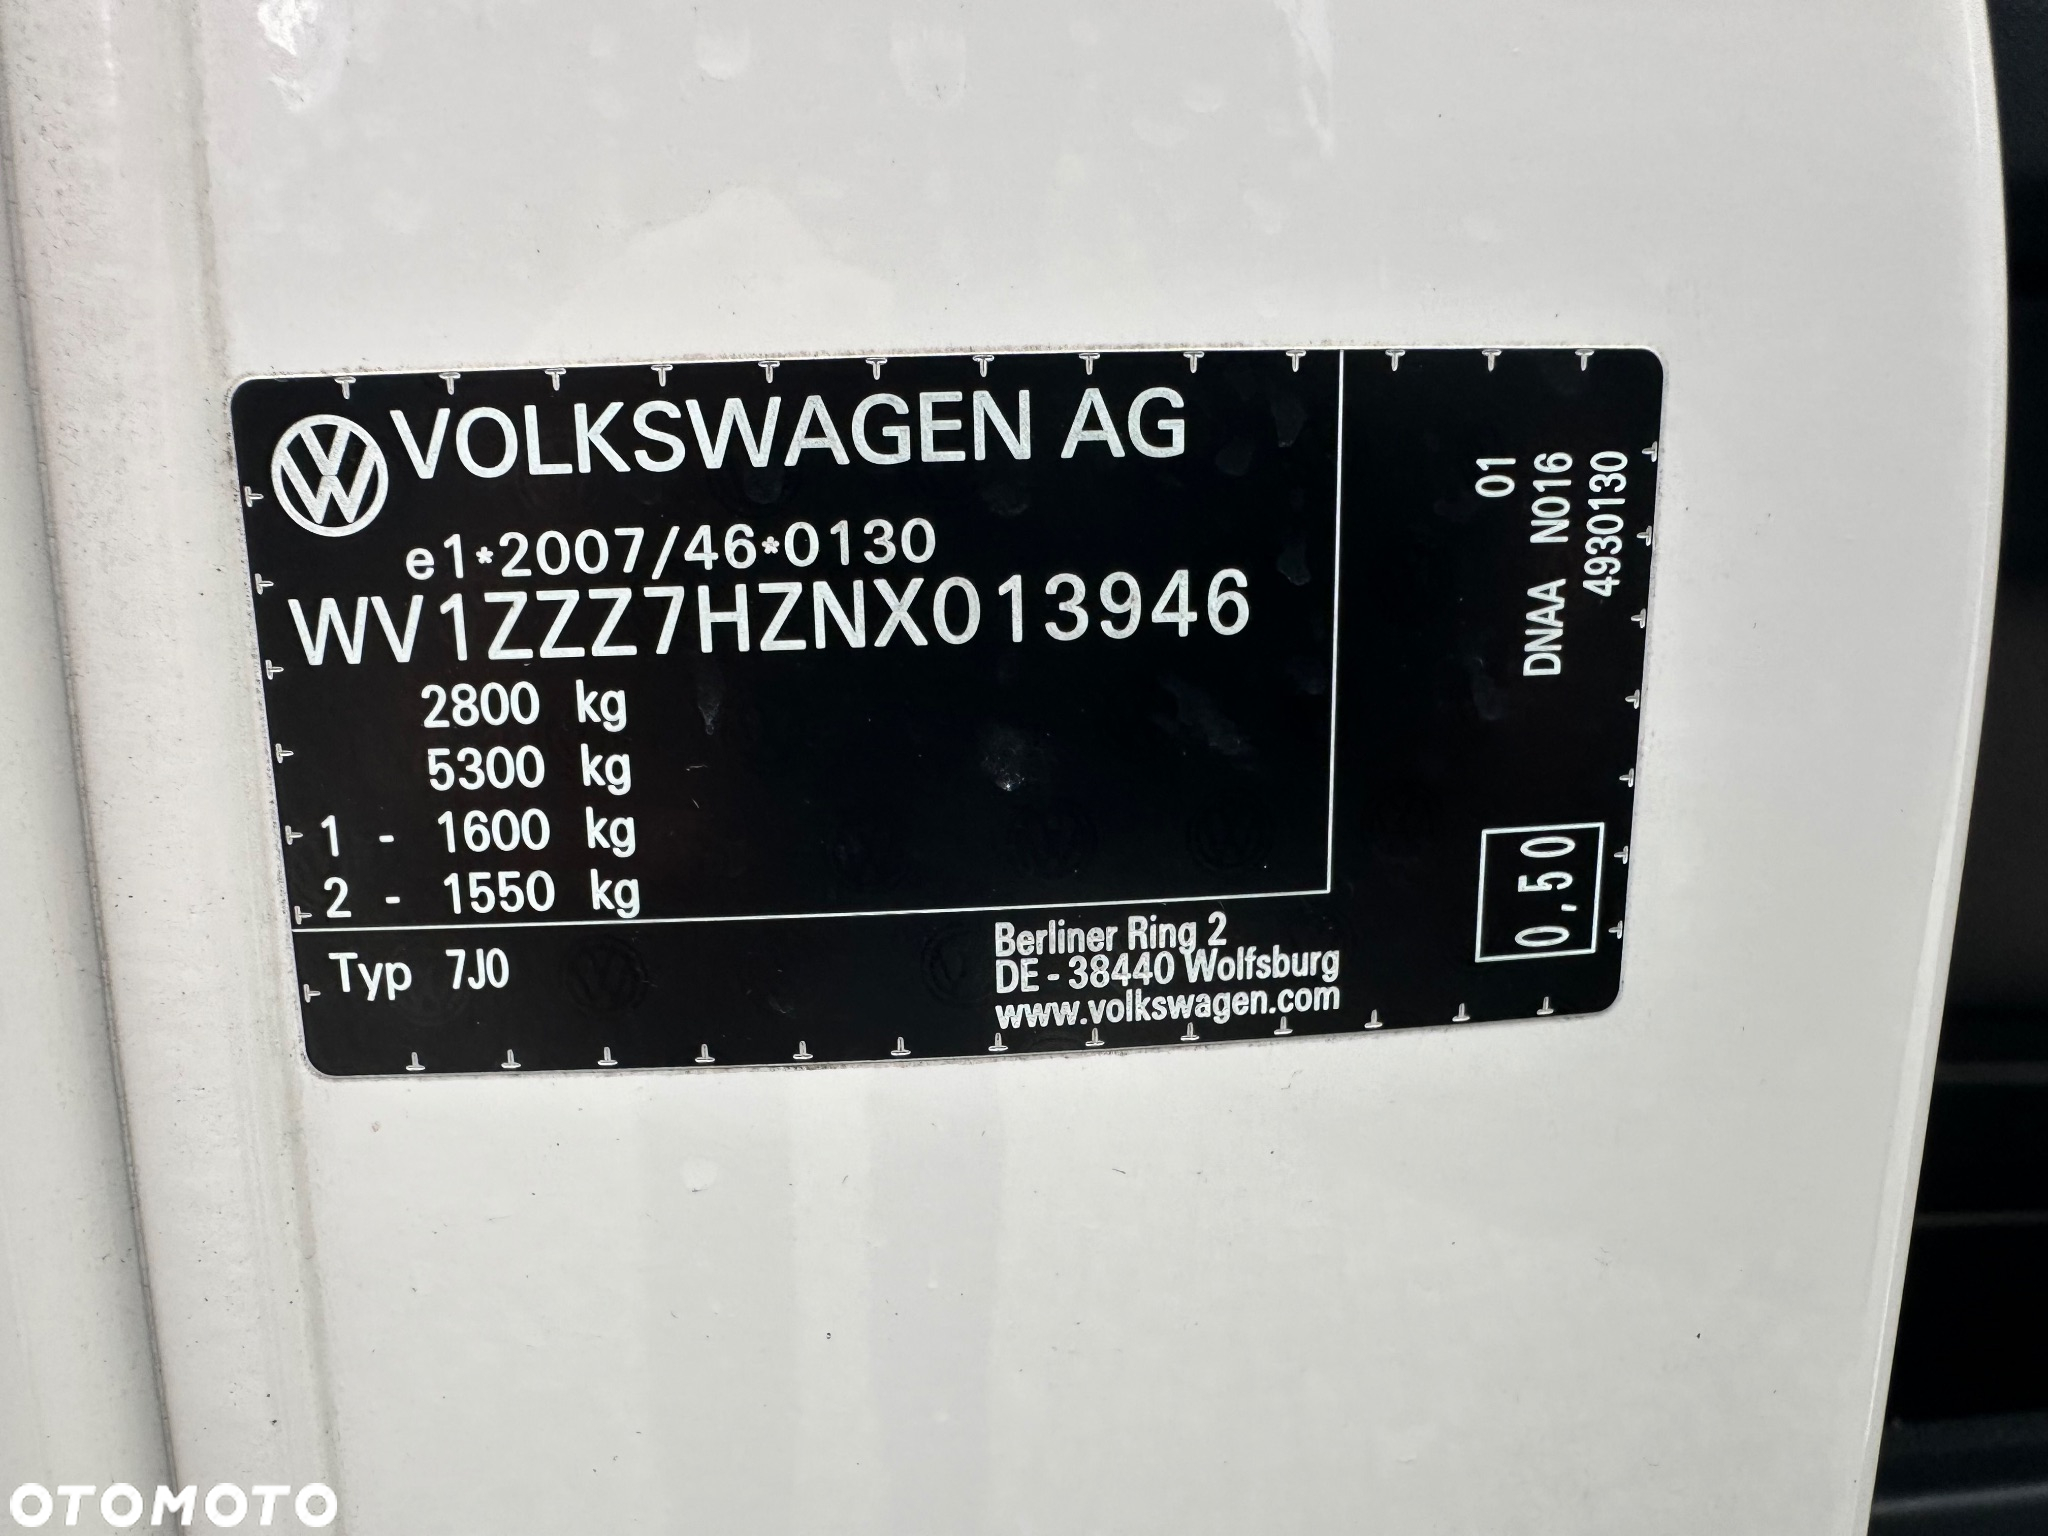 VOLKSWAGEN AG
e1*2007/46*0130
WV1ZZZ7HZNX013946
2800 kg
5300 kg
1 - 1600 kg
2 - 1550 kg
Typ 7J0
Berliner Ring 2
DE - 38440 Wolfsburg
www.volkswagen.com
01
DNAA N016
4930130
0,50
OTOMOTO